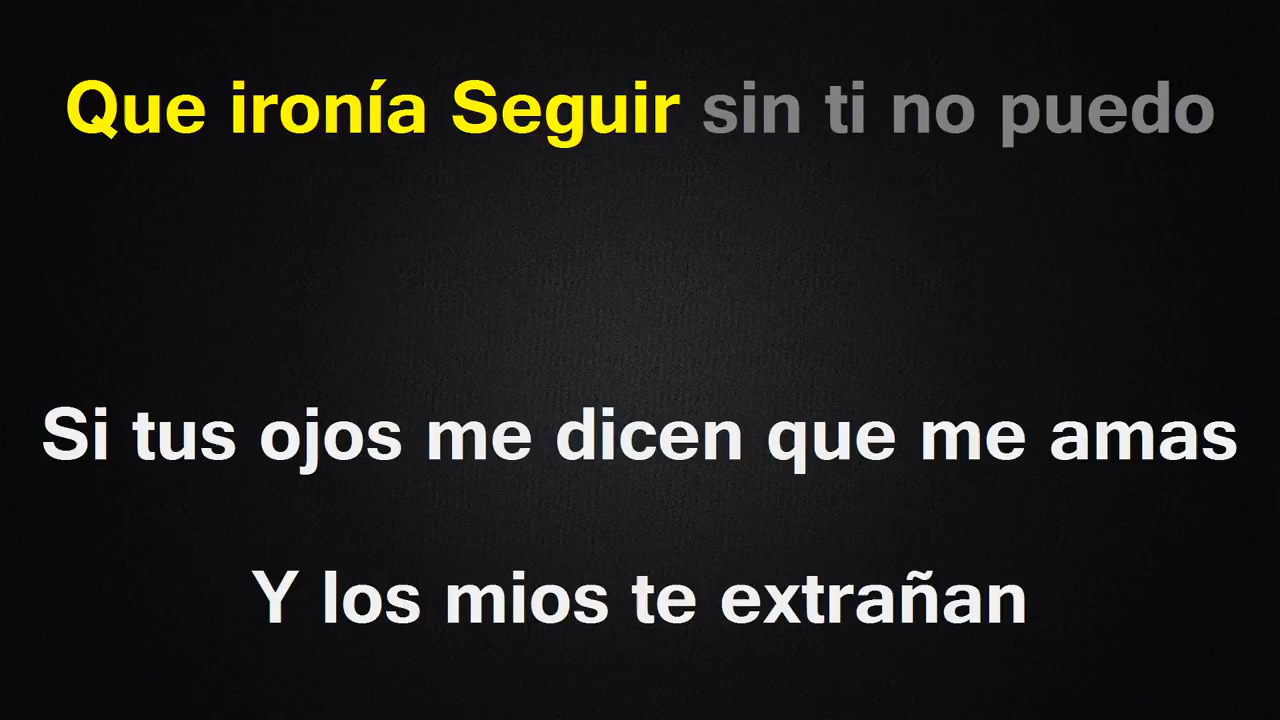 Que ironía Seguir sin ti no puedo
Si tus ojos me dicen que me amas
Y los mios te extrañan